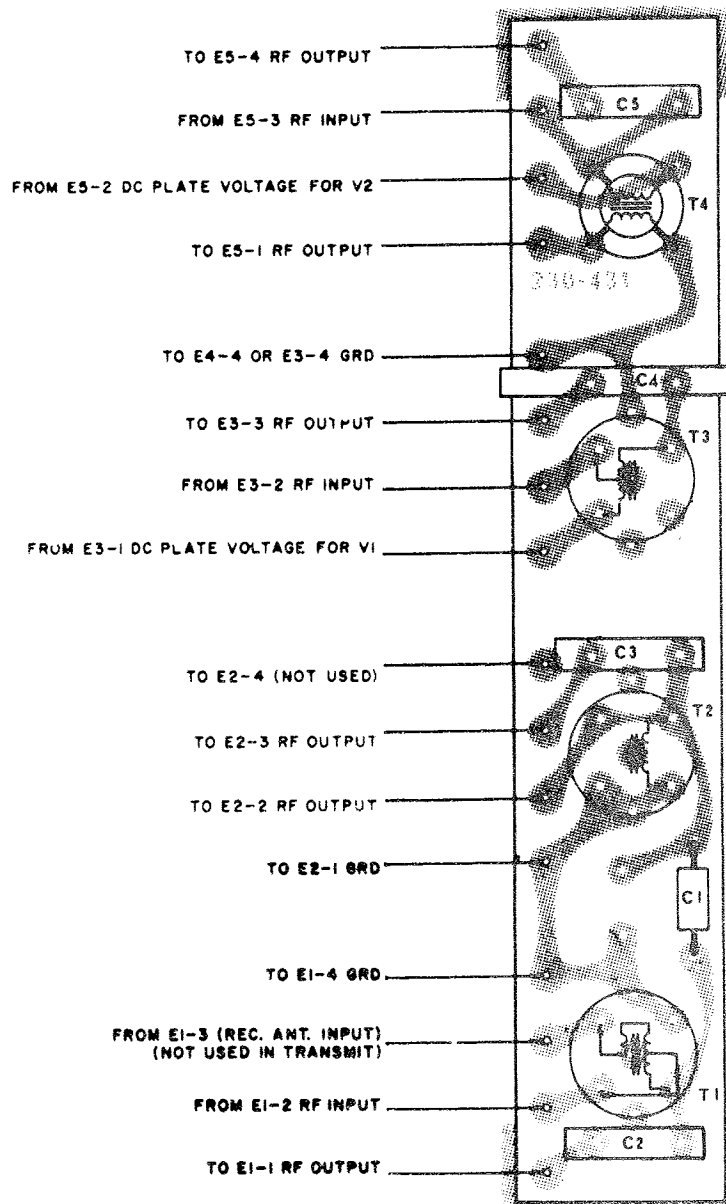 TO E5-4 RF OUTPUT
C5
FROM E5-3 RF INPUT
FROM E5-2 DC PLATE VOLTAGE FOR V2
T4
TO E5-1 RF OUTPUT
230-431
TO E4-4 OR E3-4 GRD
C4
TO E3-3 RF OUTPUT
T3
FROM E3-2 RF INPUT
FROM E3-1 DC PLATE VOLTAGE FOR V1
C3
TO E2-4 (NOT USED)
T2
TO E2-3 RF OUTPUT
TO E2-2 RF OUTPUT
TO E2-1 GRD
C1
TO E1-4 GRD
FROM E1-3 (REC. ANT. INPUT)
(NOT USED IN TRANSMIT)
T1
FROM E1-2 RF INPUT
C2
TO E1-1 RF OUTPUT